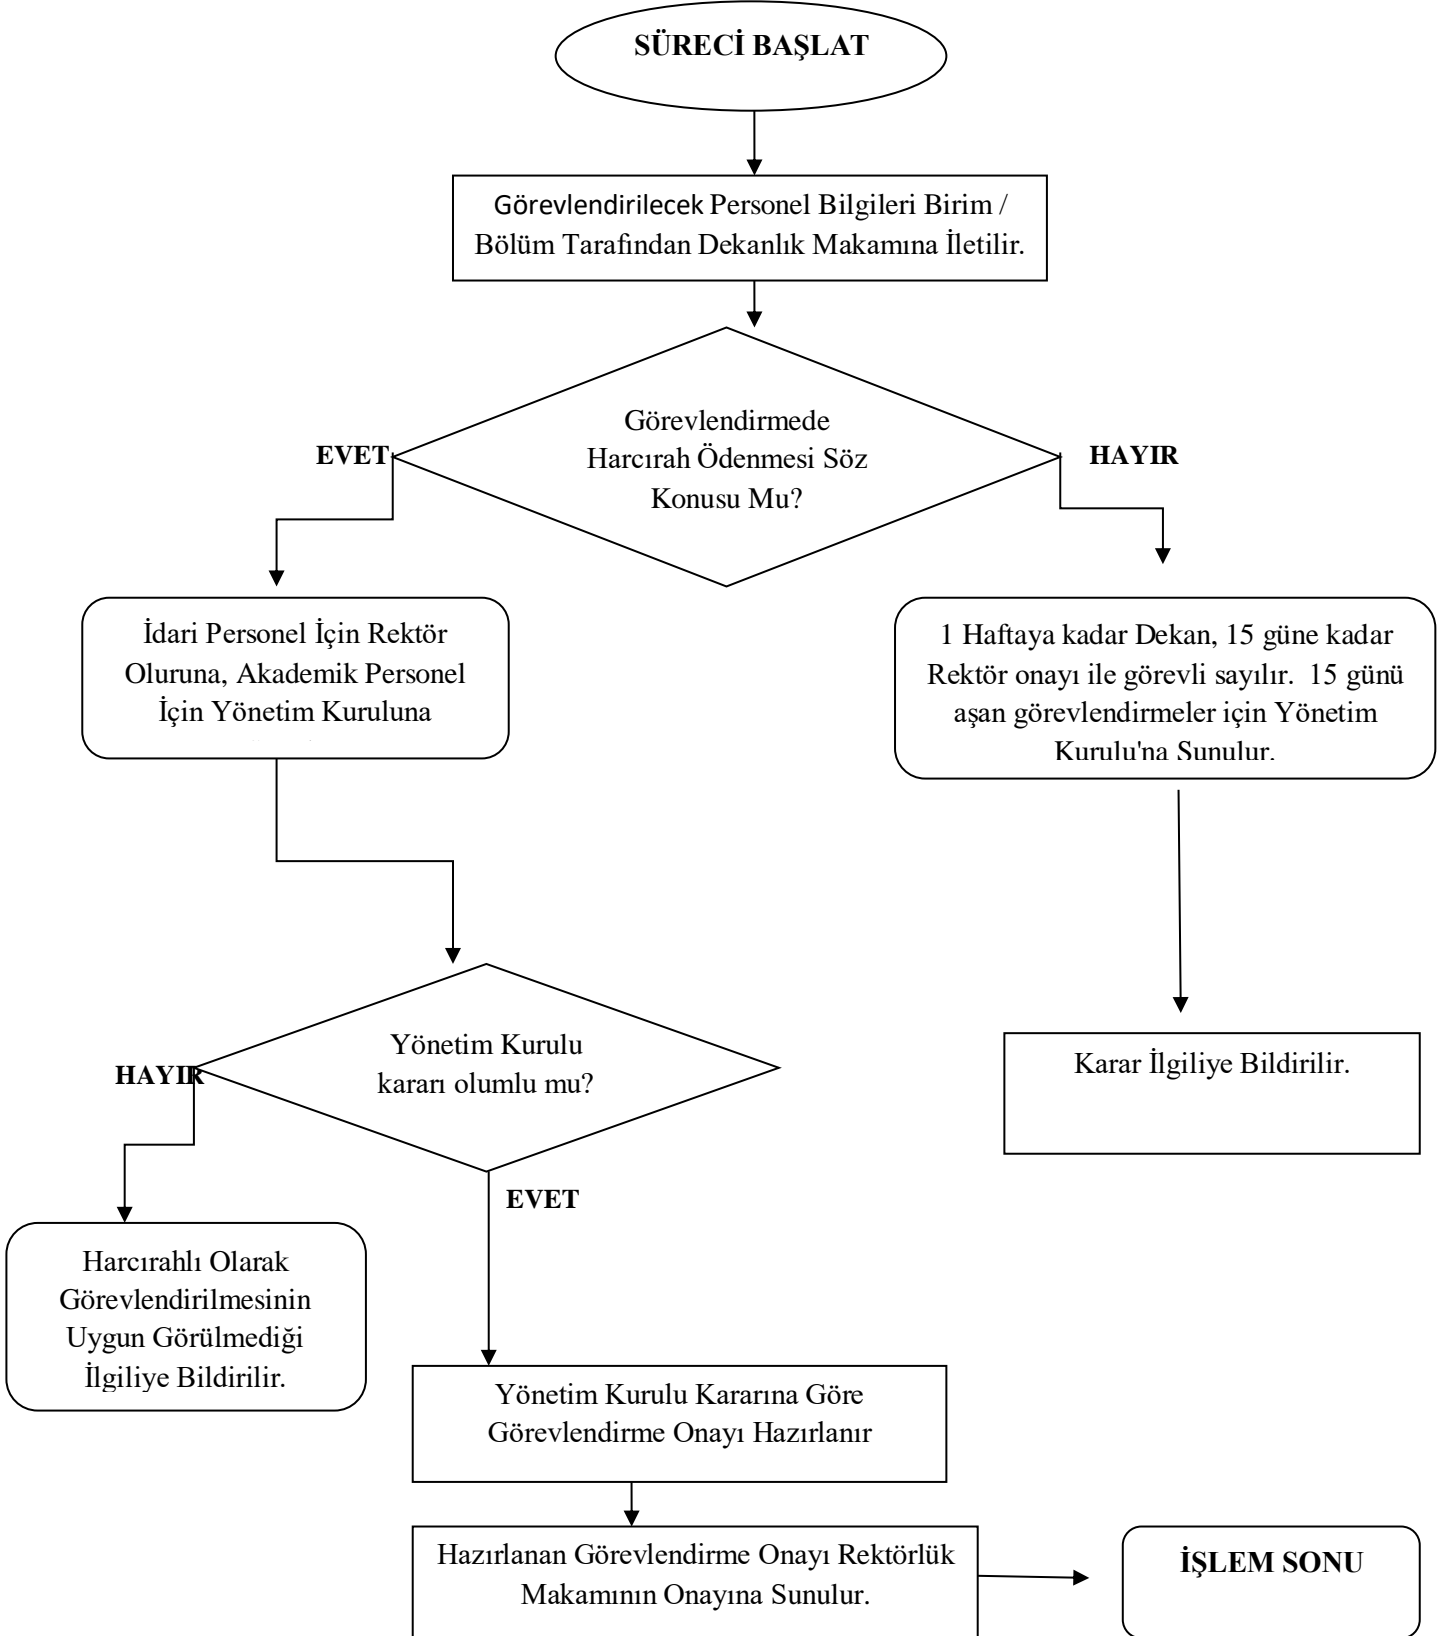 SÜRECİ BAŞLAT
Görevlendirilecek Personel Bilgileri Birim /
Bölüm Tarafından Dekanlık Makamına İletilir.
Görevlendirmede
Harcırah Ödenmesi Söz
Konusu Mu?
EVET
HAYIR
İdari Personel İçin Rektör
Oluruna, Akademik Personel
İçin Yönetim Kuruluna
1 Haftaya kadar Dekan, 15 güne kadar
Rektör onayı ile görevli sayılır. 15 günü
aşan görevlendirmeler için Yönetim
Kurulu'na Sunulur.
Yönetim Kurulu
kararı olumlu mu?
HAYIR
EVET
Karar İlgiliye Bildirilir.
Harcırahlı Olarak
Görevlendirilmesinin
Uygun Görülmediği
İlgiliye Bildirilir.
Yönetim Kurulu Kararına Göre
Görevlendirme Onayı Hazırlanır
Hazırlanan Görevlendirme Onayı Rektörlük
Makamının Onayına Sunulur.
İŞLEM SONU